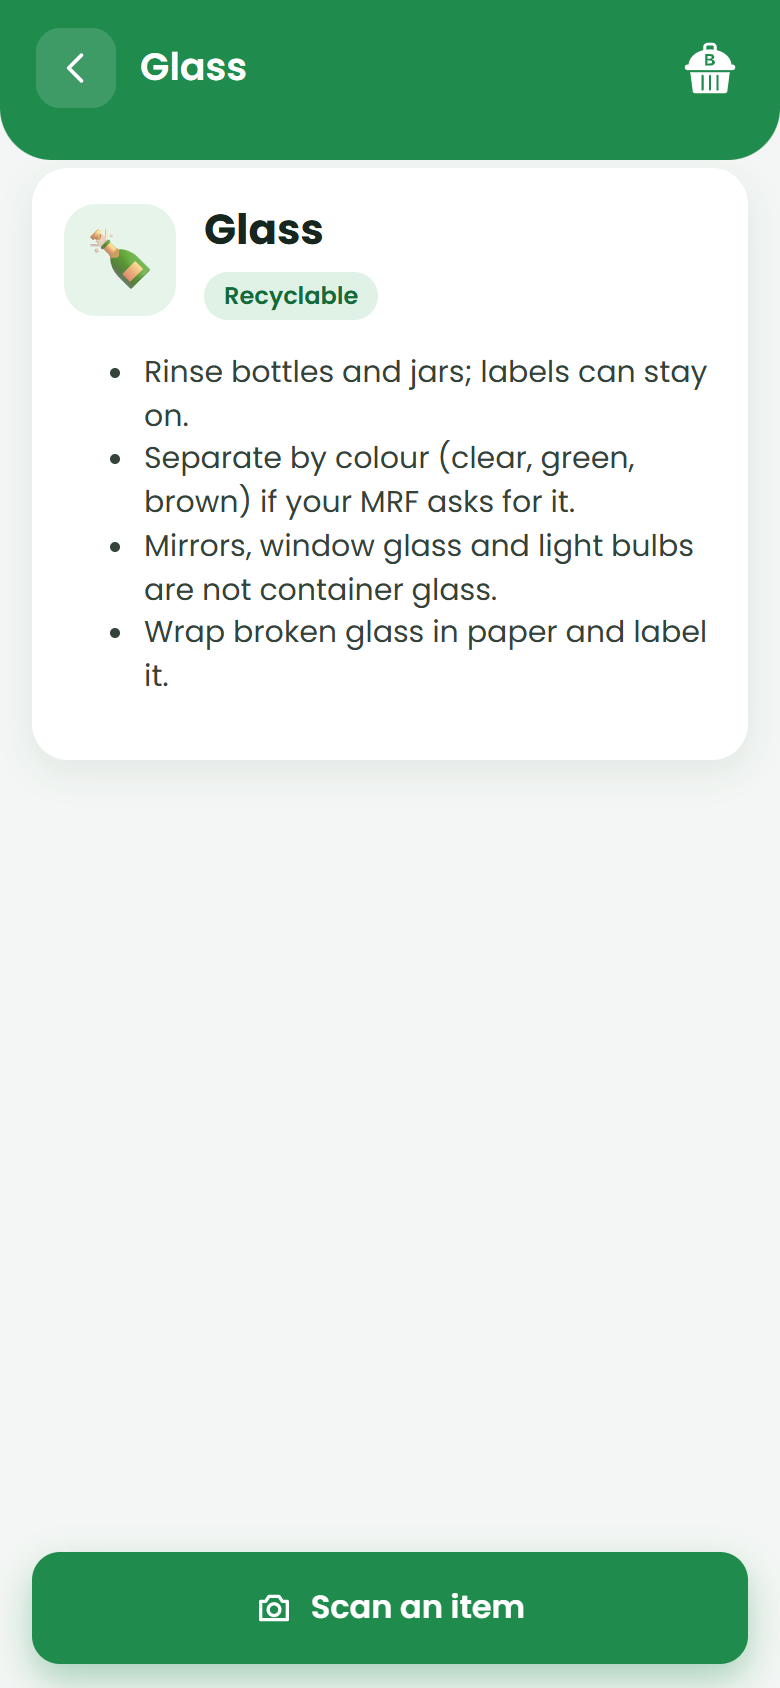 Glass
B
Glass
Recyclable
Rinse bottles and jars; labels can stay
on.
Separate by colour (clear, green,
brown) if your MRF asks for it.
Mirrors, window glass and light bulbs
are not container glass.
Wrap broken glass in paper and label
it.
Scan an item